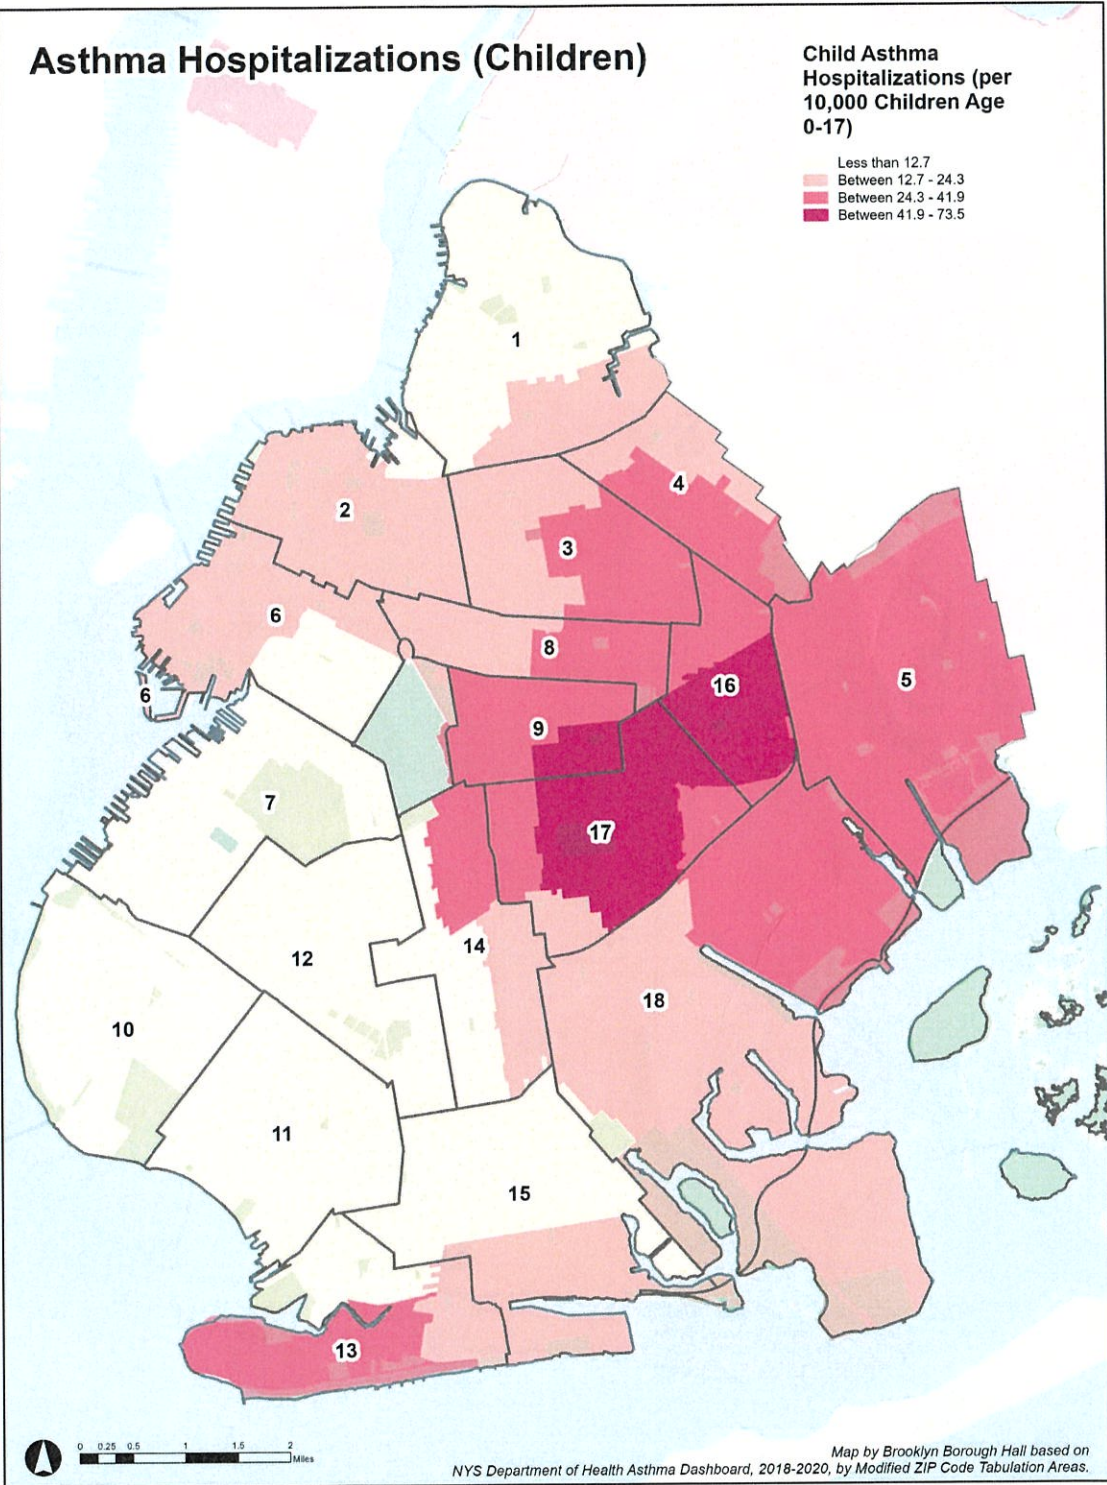 Asthma Hospitalizations (Children)
Child Asthma
Hospitalizations (per
10,000 Children Age
0-17)
Less than 12.7
Between 12.7 - 24.3
Between 24.3 - 41.9
Between 41.9 - 73.5
1
4
2
3
6
8
5
16
6
9
7
17
14
12
18
10
11
15
13
0 0.25 0.5 1 1.5 2
Miles
Map by Brooklyn Borough Hall based on
NYS Department of Health Asthma Dashboard, 2018-2020, by Modified ZIP Code Tabulation Areas.